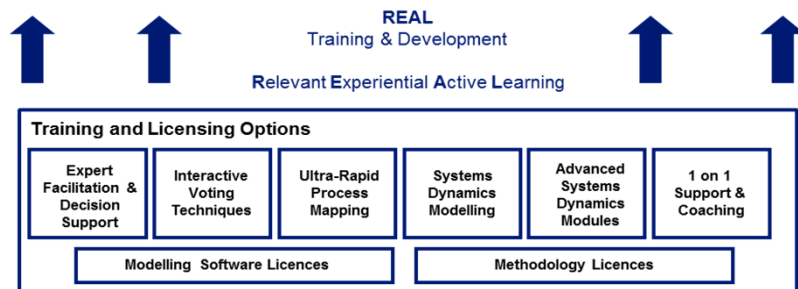 REAL
Training & Development
Relevant Experiential Active Learning
Training and Licensing Options
Expert
Facilitation &
Decision
Support
Interactive
Voting
Techniques
Ultra-Rapid
Process
Mapping
Systems
Dynamics
Modelling
Advanced
Systems
Dynamics
Modules
1 on 1
Support &
Coaching
Modelling Software Licences
Methodology Licences